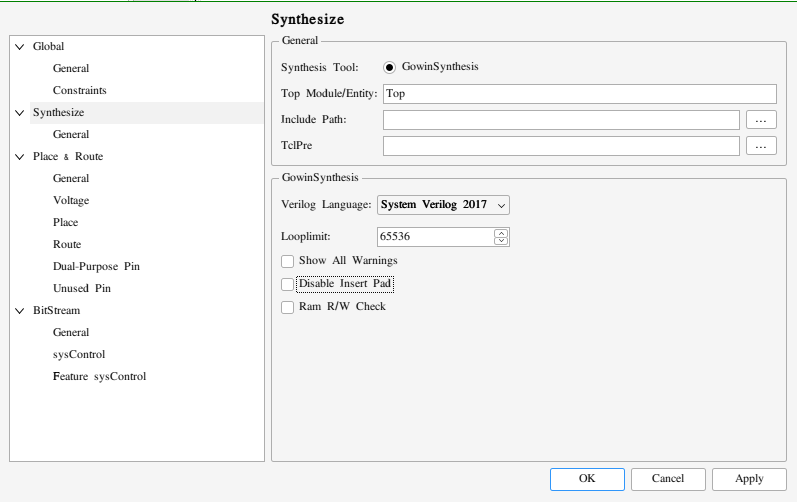 Synthesize
Global
General
Constraints
Synthesize
General
Place & Route
General
Voltage
Place
Route
Dual-Purpose Pin
Unused Pin
BitStream
General
sysControl
Feature sysControl
General
Synthesis Tool: GowinSynthesis
Top Module/Entity: Top
Include Path: ...
TclPre ...
GowinSynthesis
Verilog Language: System Verilog 2017
Looplimit: 65536
Show All Warnings
Disable Insert Pad
Ram R/W Check
OK Cancel Apply